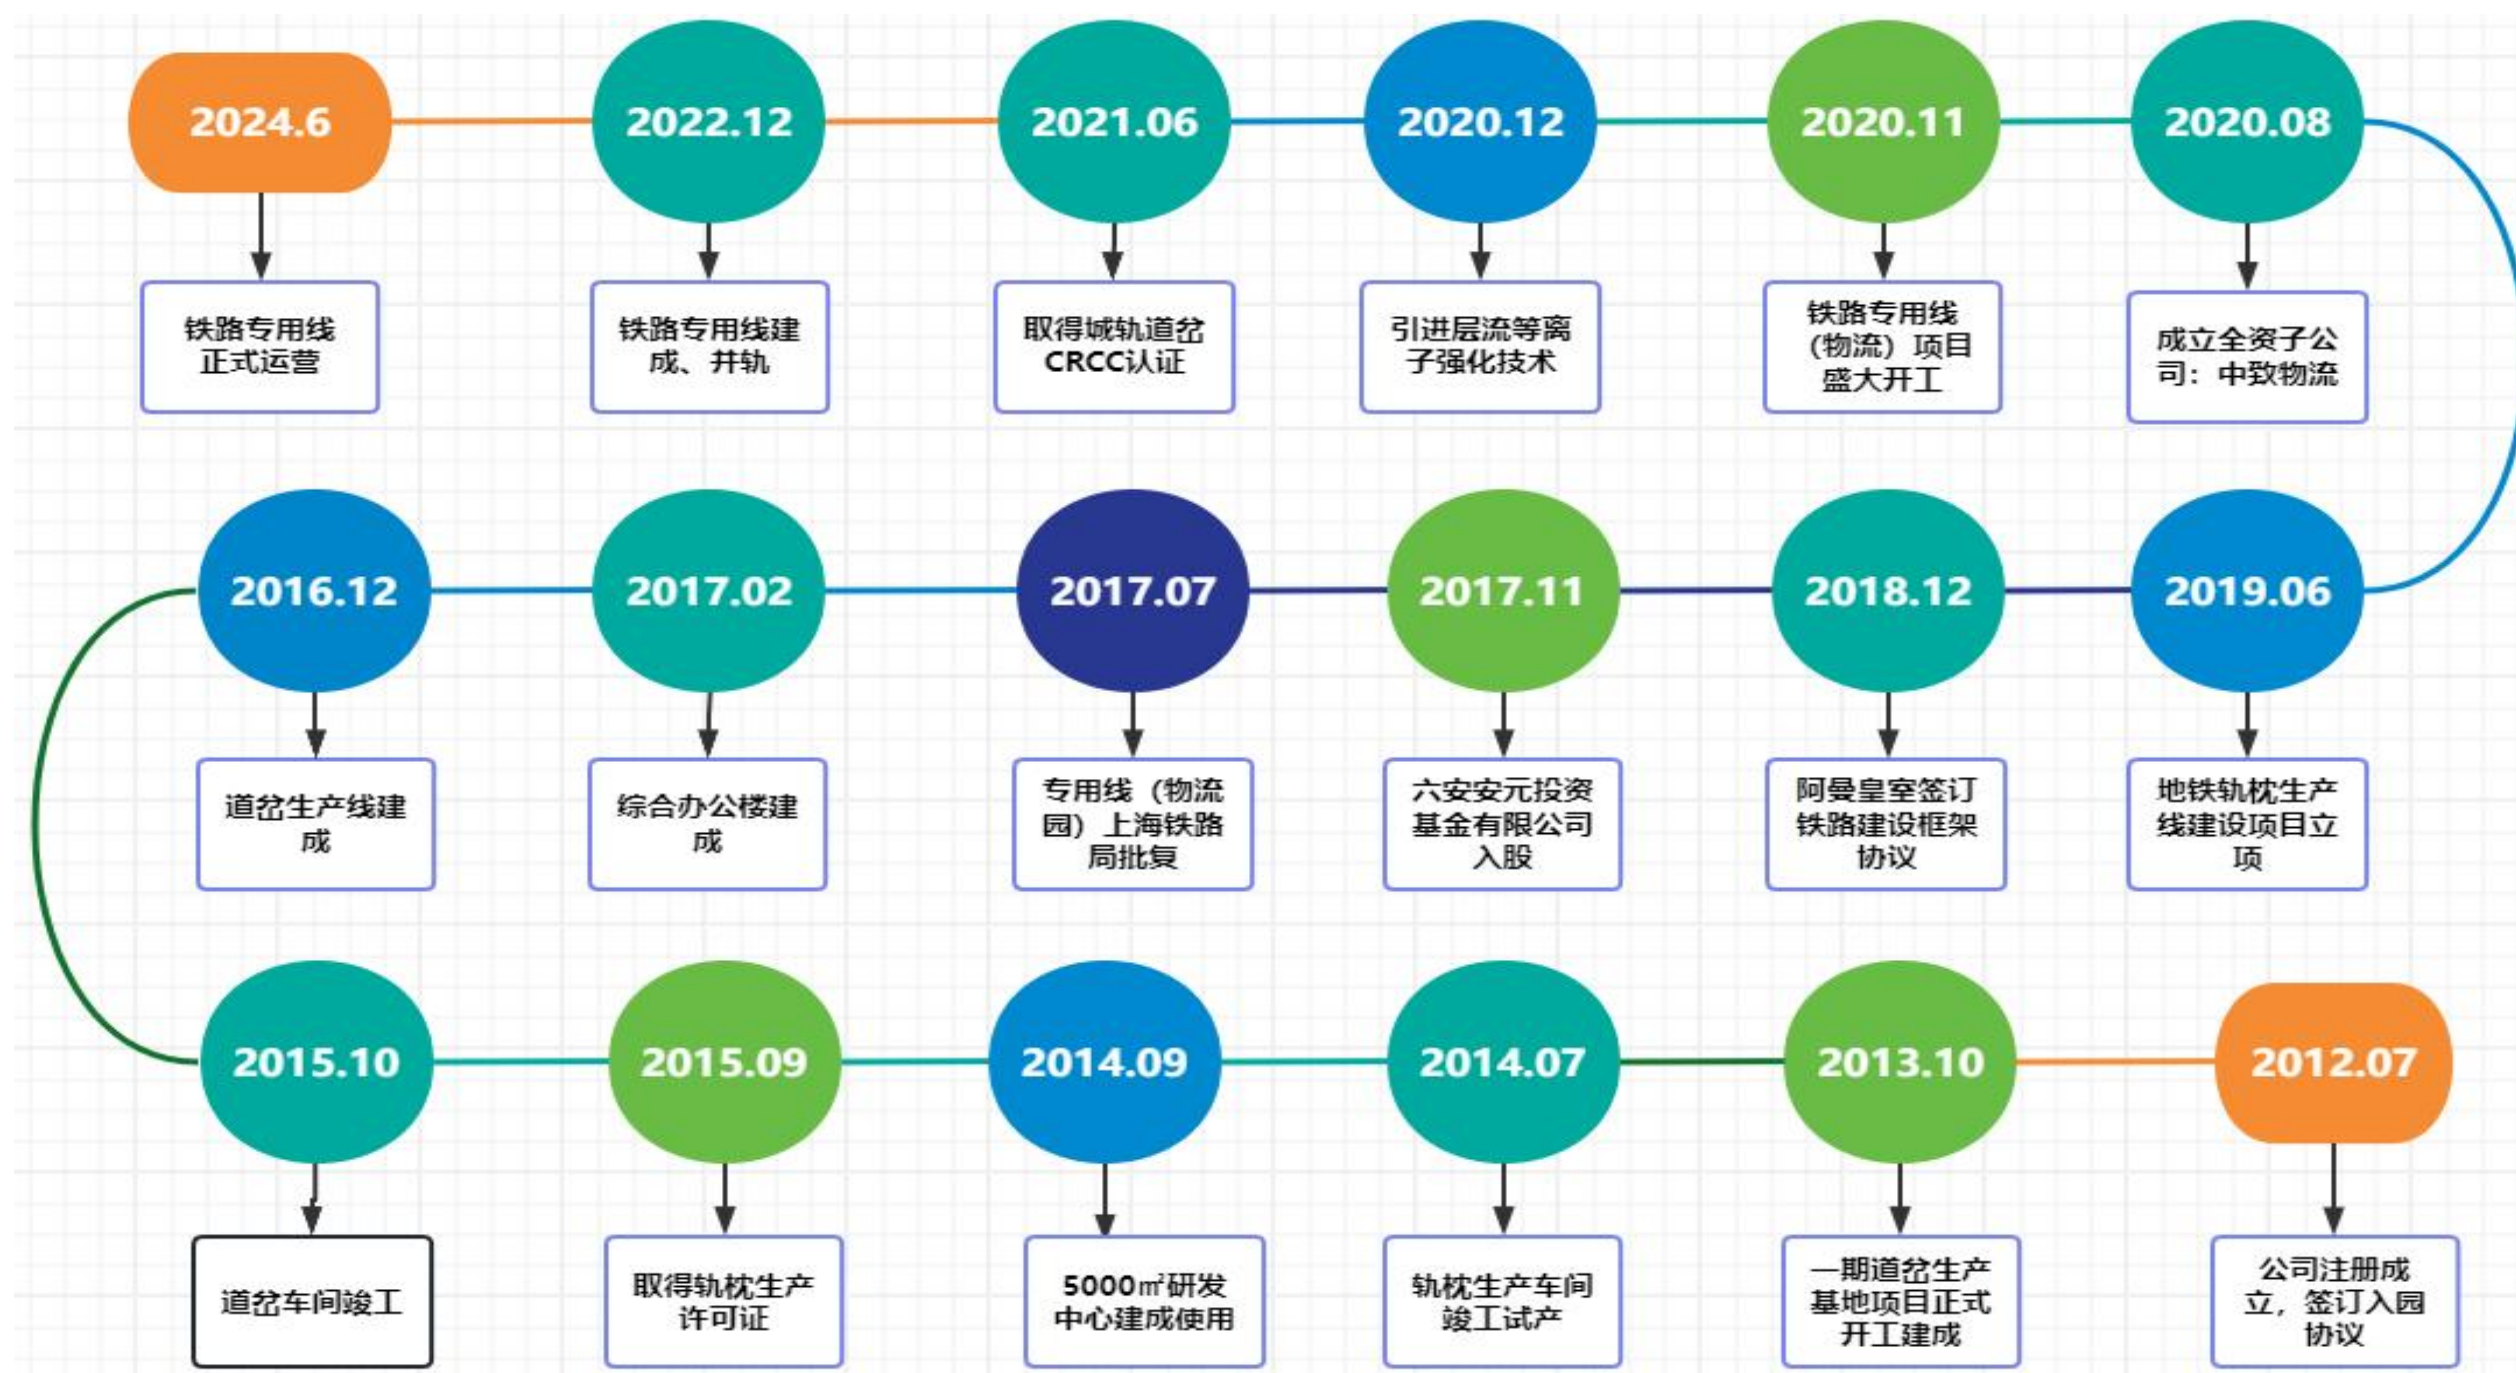 2024.6
2022.12
2021.06
2020.12
2020.11
2020.08
铁路专用线
正式运营
铁路专用线建
成、并轨
取得城轨道岔
CRCC认证
引进层流等离
子强化技术
铁路专用线
（物流）项目
盛大开工
成立全资子公
司：中致物流
2016.12
2017.02
2017.07
2017.11
2018.12
2019.06
道岔生产线建
成
综合办公楼建
成
专用线（物流
园）上海铁路
局批复
六安安元投资
基金有限公司
入股
阿曼皇室签订
铁路建设框架
协议
地铁轨枕生产
线建设项目立
项
2015.10
2015.09
2014.09
2014.07
2013.10
2012.07
道岔车间竣工
取得轨枕生产
许可证
5000㎡研发
中心建成使用
轨枕生产车间
竣工试产
一期道岔生产
基地项目正式
开工建成
公司注册成
立，签订入园
协议